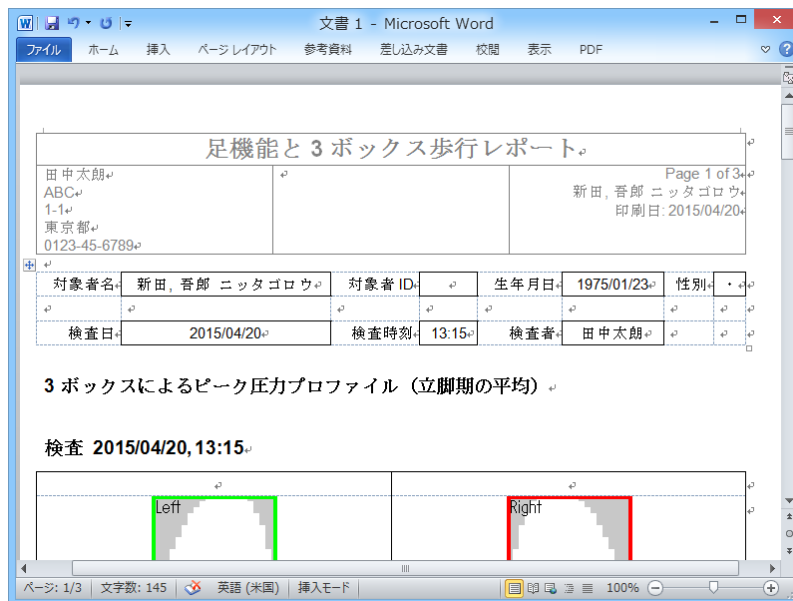 文書 1 - Microsoft Word
ファイル ホーム 挿入 ページ レイアウト 参考資料 差し込み文書 校閲 表示 PDF
足機能と 3 ボックス歩行レポート
田中太朗
ABC
1-1
東京都
0123-45-6789
Page 1 of 3
新田, 吾郎 ニッタゴロウ
印刷日: 2015/04/20
対象者名 新田, 吾郎 ニッタゴロウ 対象者 ID 生年月日 1975/01/23 性別 ・
検査日 2015/04/20 検査時刻 13:15 検査者 田中太朗
3 ボックスによるピーク圧力プロファイル（立脚期の平均）
検査 2015/04/20, 13:15
Left Right
ページ: 1/3 文字数: 145 英語 (米国) 挿入モード 100%